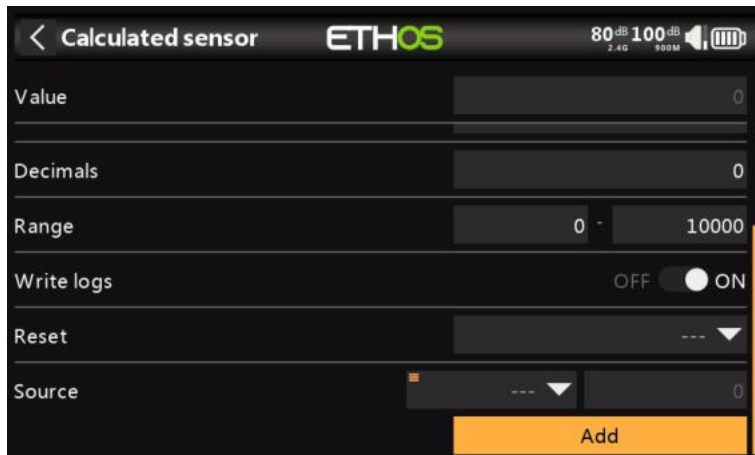 Calculated sensor ETHOS 80dB 2.4G 100dB 900M
Value 0
Decimals 0
Range 0 - 10000
Write logs OFF ON
Reset ---
Source --- 0
Add